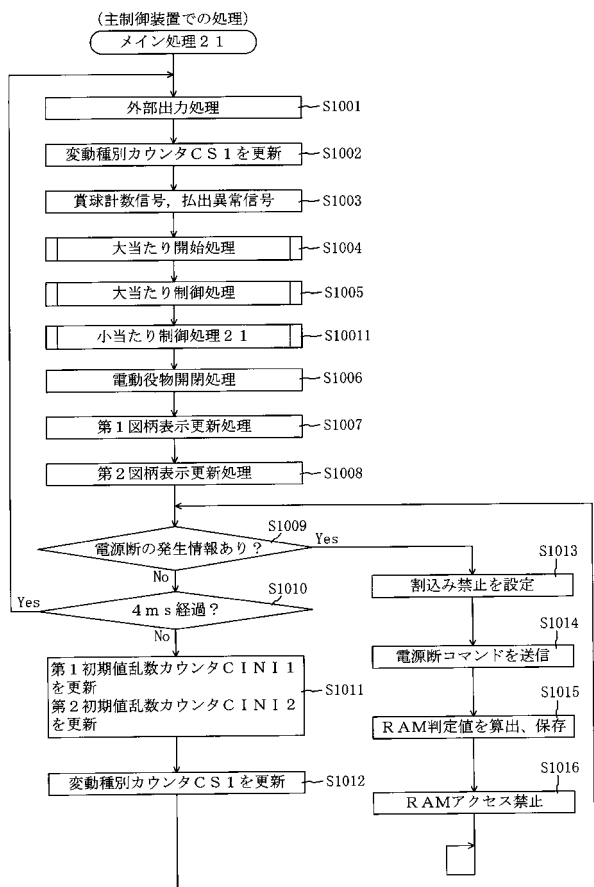 (主制御装置での処理)
メイン処理21
外部出力処理
S1001
変動種別カウンタCS1を更新
S1002
賞球計数信号,払出異常信号
S1003
大当たり開始処理
S1004
大当たり制御処理
S1005
小当たり制御処理21
S10011
電動役物開閉処理
S1006
第1図柄表示更新処理
S1007
第2図柄表示更新処理
S1008
S1009
電源断の発生情報あり?
Yes
No
S1010
4ms経過?
Yes
No
第1初期値乱数カウンタCINI1
を更新
第2初期値乱数カウンタCINI2
を更新
S1011
変動種別カウンタCS1を更新
S1012
S1013
割込み禁止を設定
S1014
電源断コマンドを送信
S1015
RAM判定値を算出、保存
S1016
RAMアクセス禁止